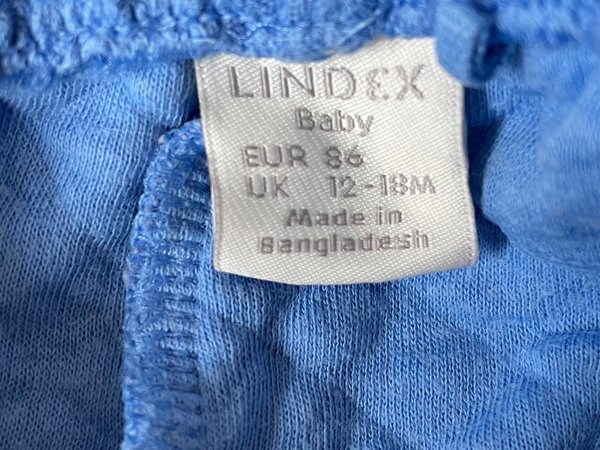 LINDEX
Baby
EUR 86
UK 12-18M
Made in
Bangladesh